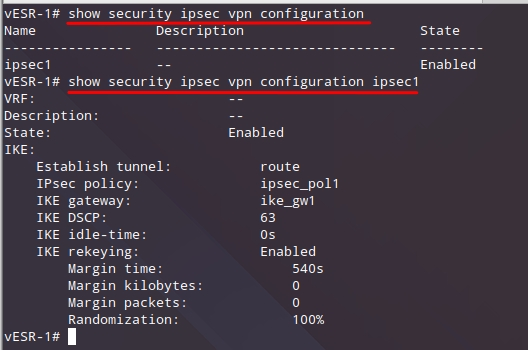 vESR-1# show security ipsec vpn configuration
Name Description State
---------------- ------------------------------ --------
ipsec1 -- Enabled
vESR-1# show security ipsec vpn configuration ipsec1
VRF: --
Description: --
State: Enabled
IKE:
Establish tunnel: route
IPsec policy: ipsec_pol1
IKE gateway: ike_gw1
IKE DSCP: 63
IKE idle-time: 0s
IKE rekeying: Enabled
Margin time: 540s
Margin kilobytes: 0
Margin packets: 0
Randomization: 100%
vESR-1#